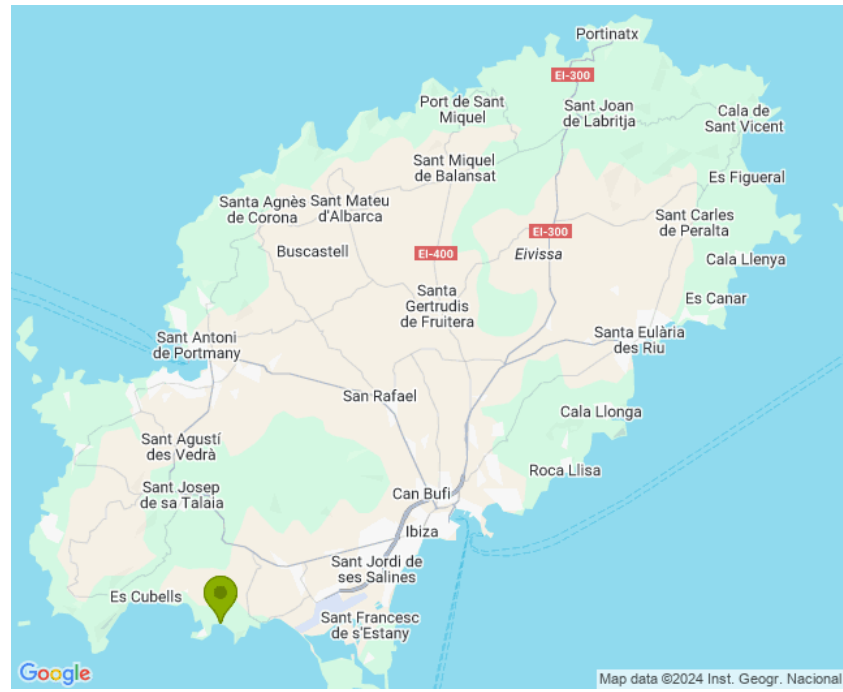 Portinatx
EI-300
Port de Sant
Miquel
Sant Joan
de Labritja
Cala de
Sant Vicent
Sant Miquel
de Balansat
Es Figueral
Santa Agnès
de Corona
Sant Mateu
d'Albarca
Sant Carles
de Peralta
EI-300
Buscastell
EI-400
Eivissa
Cala Llenya
Santa
Gertrudis
de Fruitera
Es Canar
Sant Antoni
de Portmany
Santa Eulària
des Riu
San Rafael
Cala Llonga
Sant Agustí
des Vedrà
Roca Llisa
Sant Josep
de sa Talaia
Can Bufi
Ibiza
Sant Jordi de
ses Salines
Es Cubells
Sant Francesc
de s'Estany
Google
Map data ©2024 Inst. Geogr. Nacional